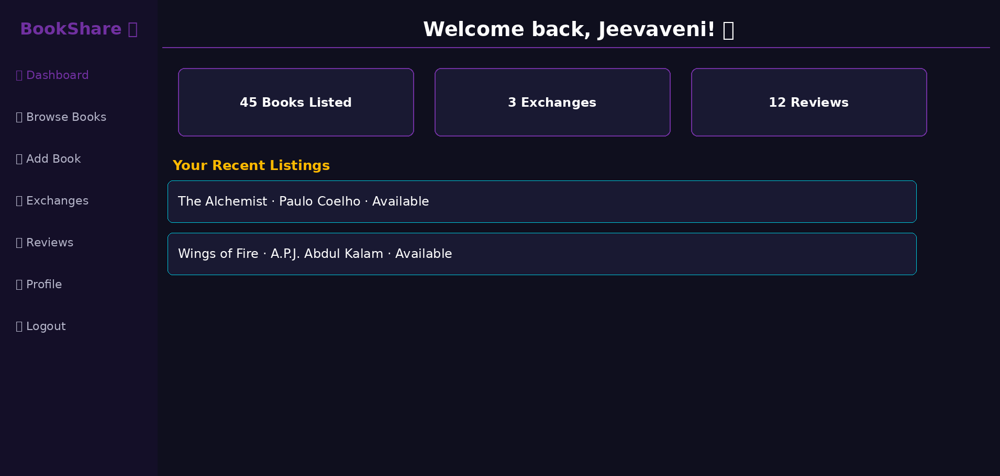 BookShare
Welcome back, Jeevaveni!
Dashboard
Browse Books
Add Book
Exchanges
Reviews
Profile
Logout
45 Books Listed
3 Exchanges
12 Reviews
Your Recent Listings
The Alchemist · Paulo Coelho · Available
Wings of Fire · A.P.J. Abdul Kalam · Available